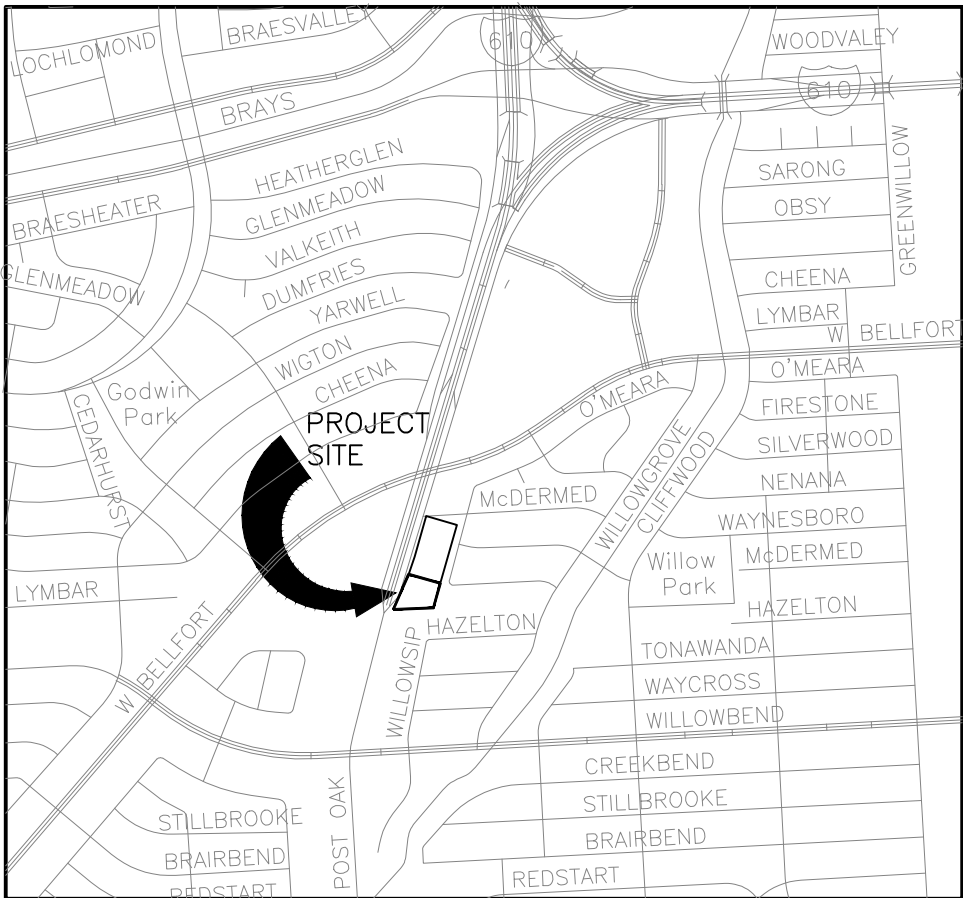 BRAESVALLEY
610
WOODVALEY
LOCHLOMOND
610
BRAYS
HEATHERGLEN
SARONG
GREENWILLOW
GLENMEADOW
OBSY
BRAESHEATER
VALKEITH
GLENMEADOW
DUMFRIES
CHEENA
YARWELL
LYMBAR
W BELLFORT
WIGTON
O'MEARA
CHEENA
O'MEARA
Godwin
Park
FIRESTONE
CEDARHURST
PROJECT
SITE
SILVERWOOD
WILLOWGROVE
CLIFFWOOD
NENANA
McDERMED
WAYNESBORO
McDERMED
Willow
Park
LYMBAR
HAZELTON
W BELLFORT
HAZELTON
WILLOWSIP
TONAWANDA
WAYCROSS
WILLOWBEND
CREEKBEND
POST OAK
STILLBROOKE
STILLBROOKE
BRAIRBEND
BRAIRBEND
REDSTART
REDSTART